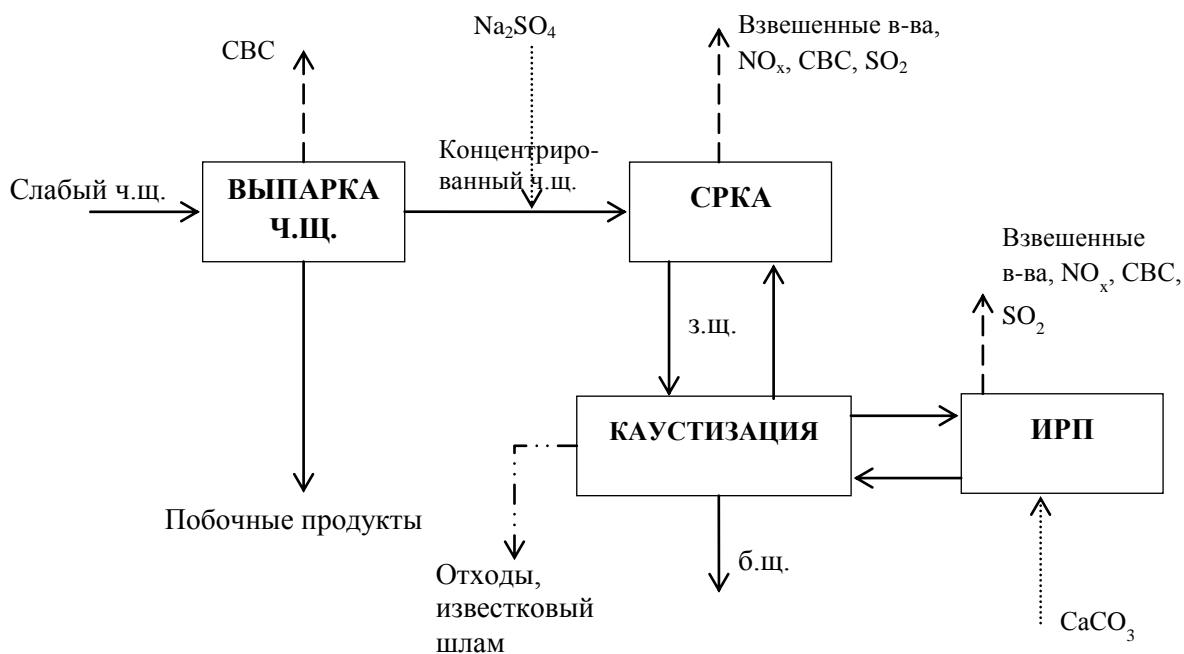 Na₂SO₄
СВС
Взвешенные в-ва,
NOₓ, СВС, SO₂
Слабый ч.щ.
ВЫПАРКА
Ч.Щ.
Концентриро-
ванный ч.щ.
СРКА
Взвешенные
в-ва, NOₓ, СВС,
SO₂
з.щ.
КАУСТИЗАЦИЯ
ИРП
Побочные продукты
Отходы,
известковый
шлам
б.щ.
CaCO₃